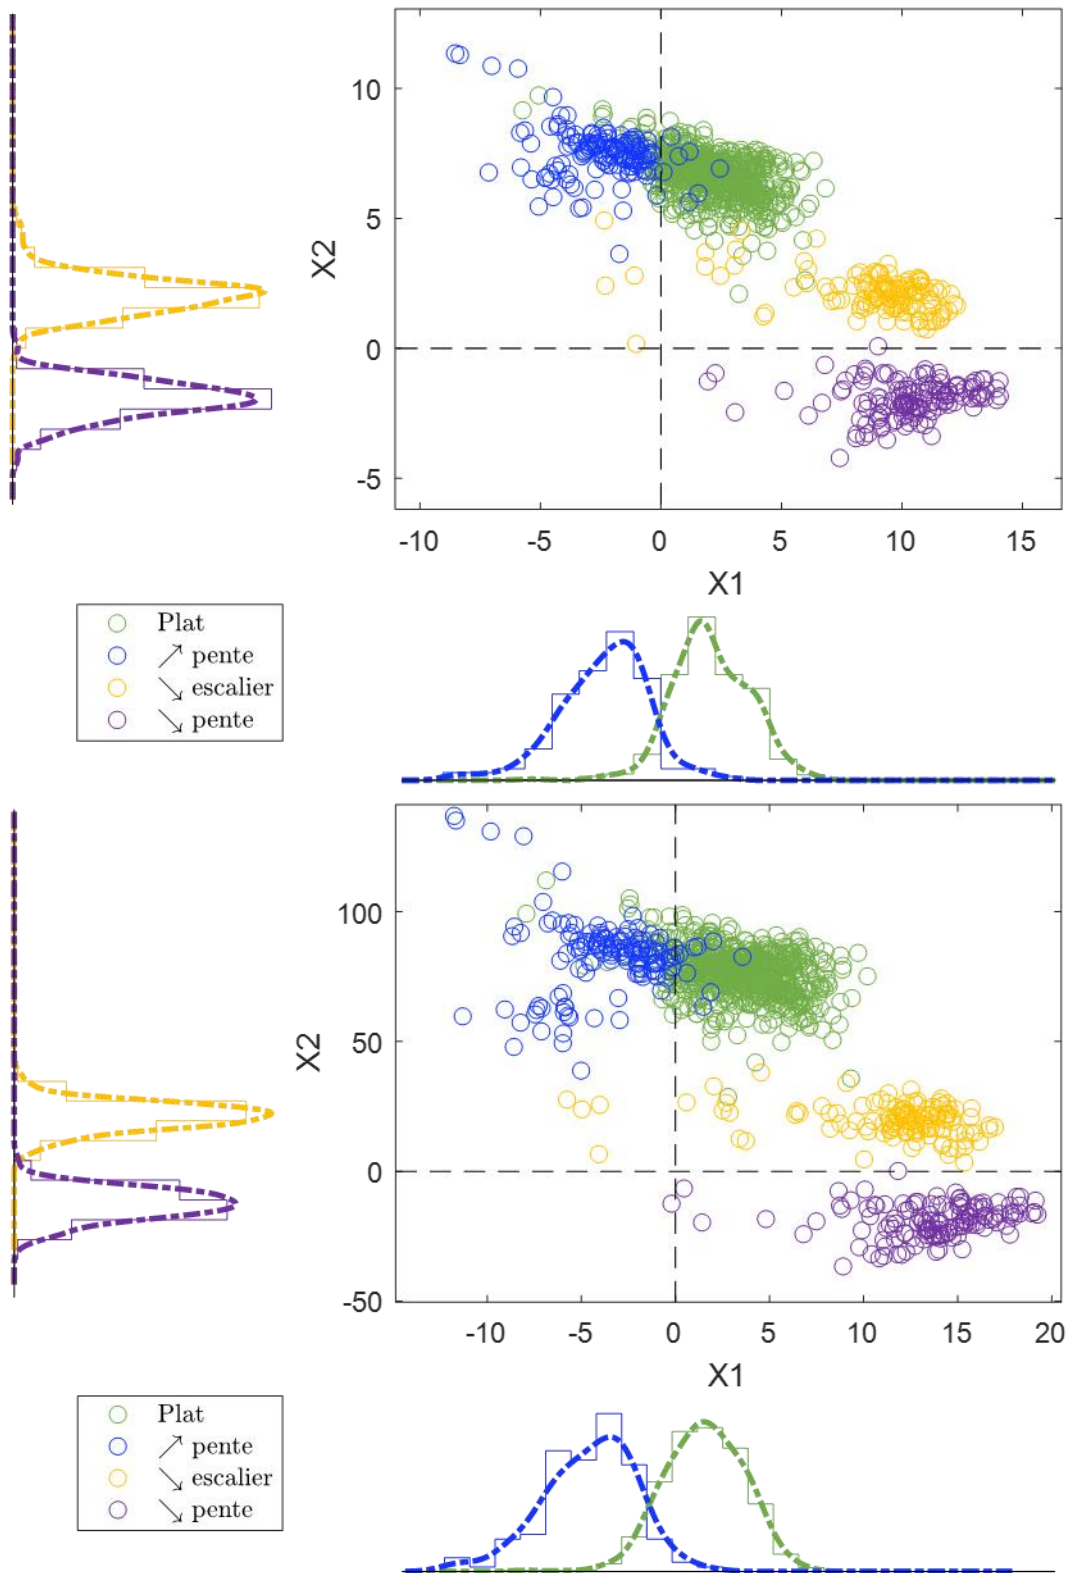 10
5
0
-5
X2
-10 -5 0 5 10 15
X1
Plat
↗ pente
↘ escalier
↘ pente
100
50
0
-50
X2
-10 -5 0 5 10 15 20
X1
Plat
↗ pente
↘ escalier
↘ pente